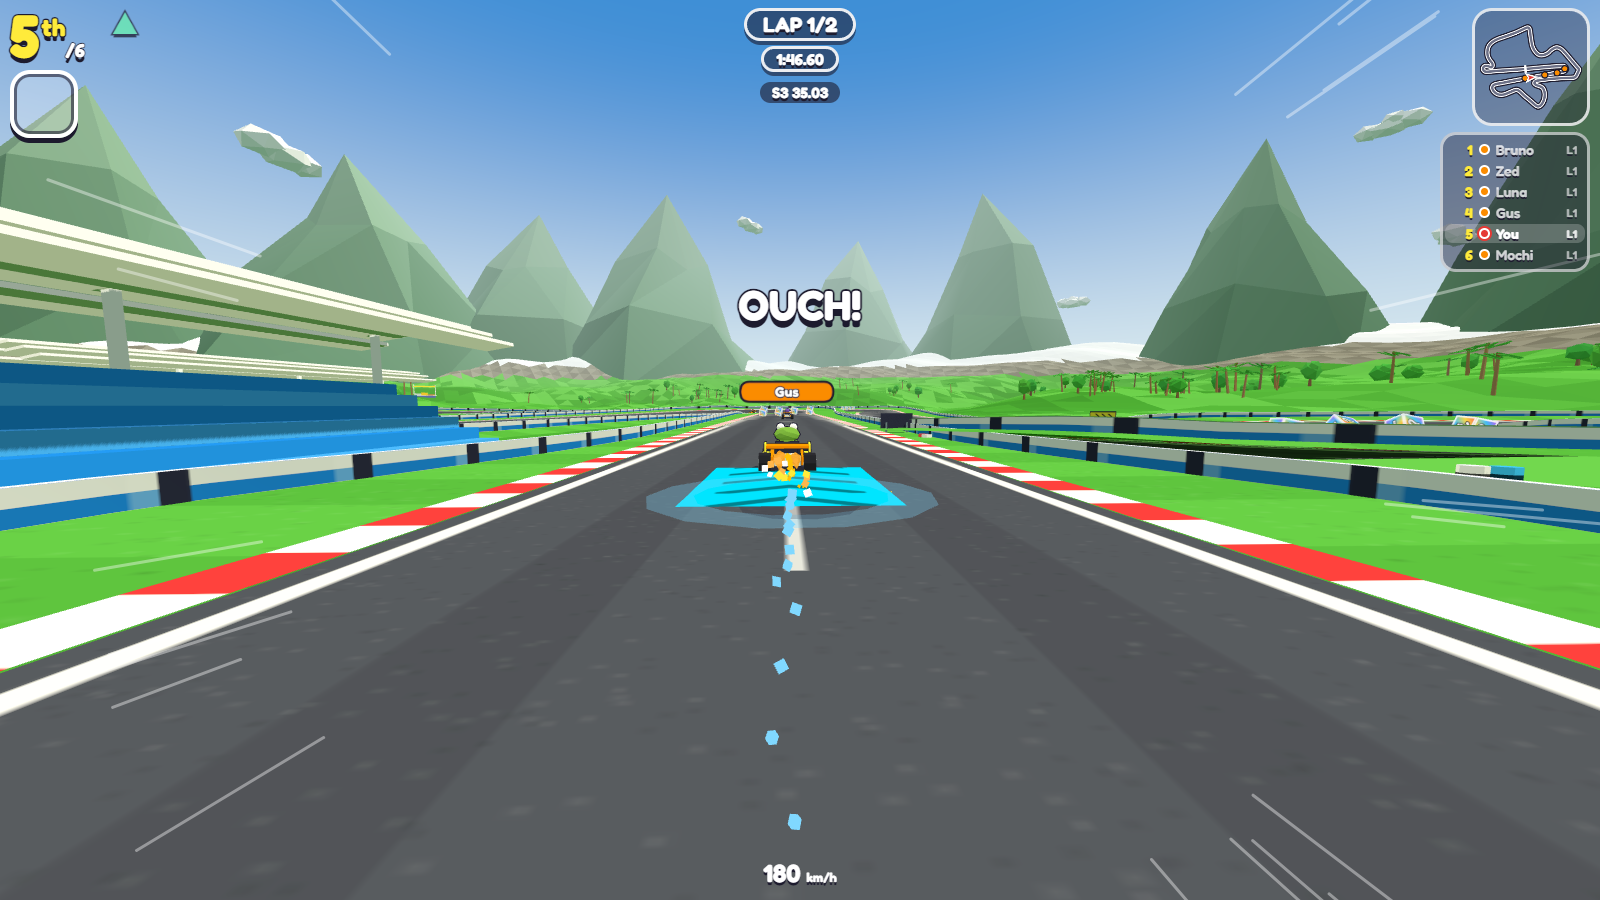 5th /6
LAP 1/2
1:46.60
S3 35.03
1 Bruno L1
2 Zed L1
3 Luna L1
4 Gus L1
5 You L1
6 Mochi L1
OUCH!
Gus
180 km/h